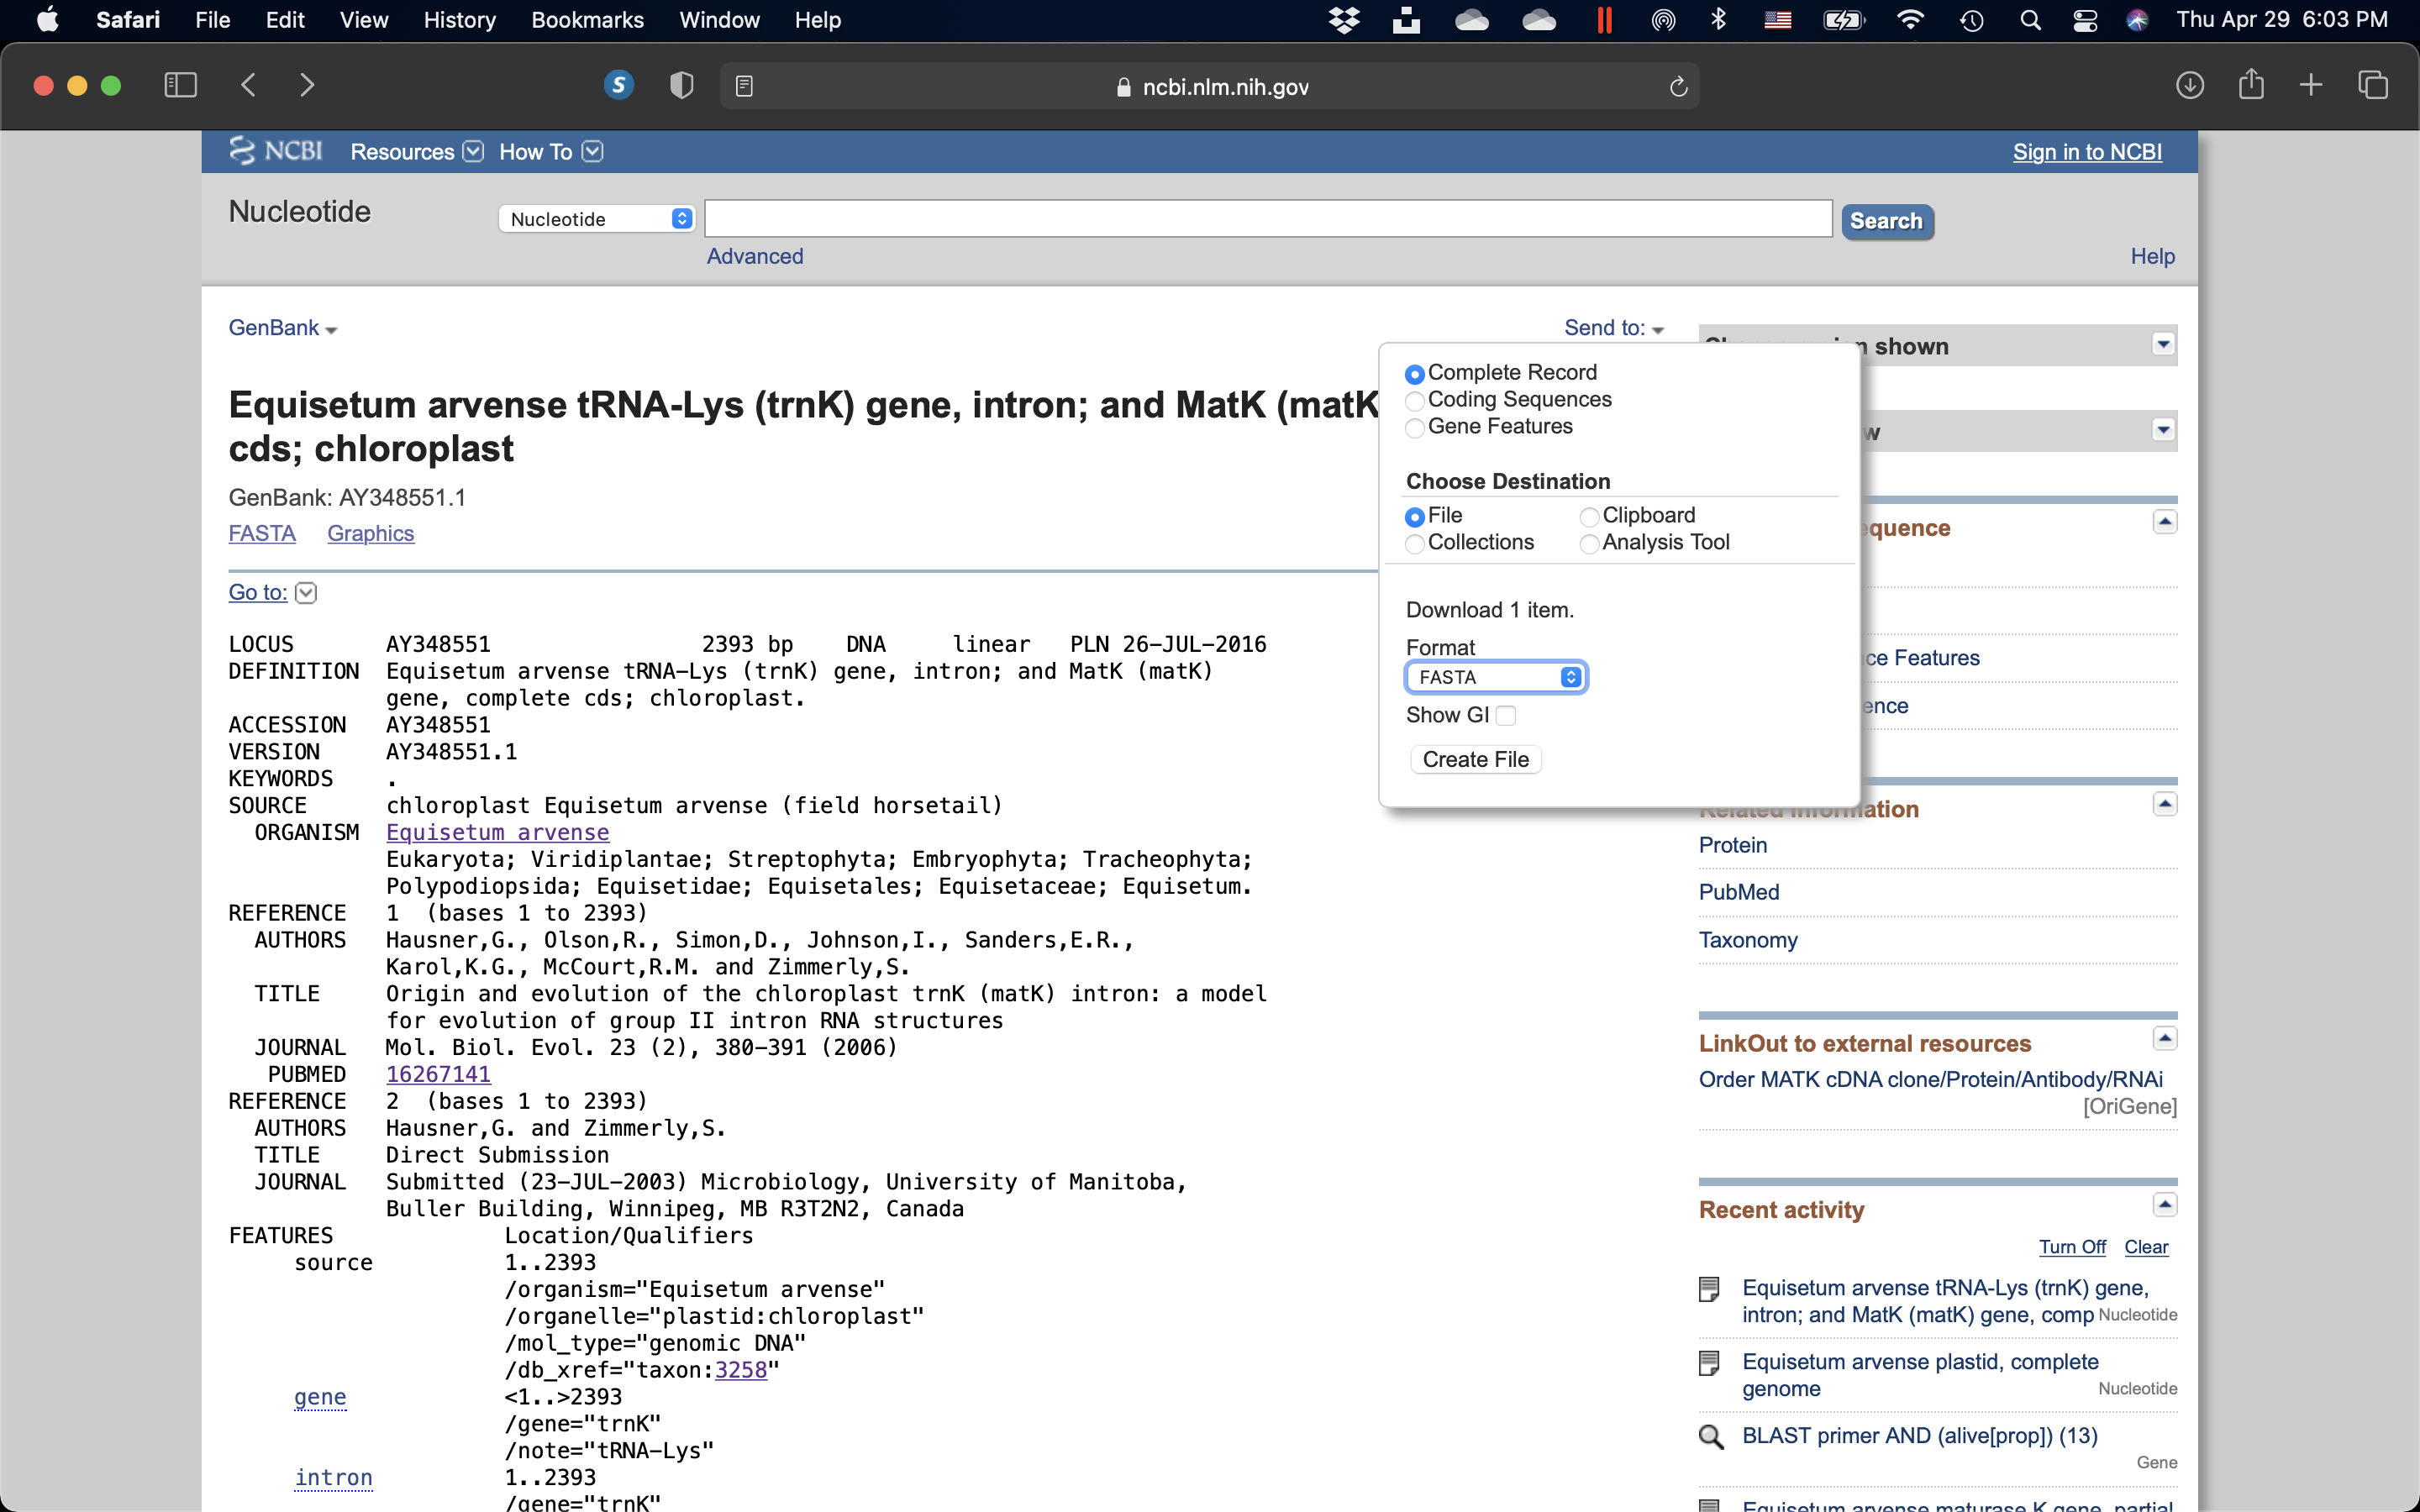 Safari File Edit View History Bookmarks Window Help Thu Apr 29 6:03 PM
ncbi.nlm.nih.gov
NCBI Resources How To Sign in to NCBI
Nucleotide Nucleotide Search
Advanced Help
GenBank Send to:
shown
Equisetum arvense tRNA-Lys (trnK) gene, intron; and MatK (matK
cds; chloroplast
GenBank: AY348551.1
FASTA Graphics
Go to:
Complete Record
Coding Sequences
Gene Features
Choose Destination
File Clipboard
Collections Analysis Tool
Download 1 item.
Format
FASTA
Show GI
Create File
LOCUS AY348551 2393 bp DNA linear PLN 26-JUL-2016
DEFINITION Equisetum arvense tRNA-Lys (trnK) gene, intron; and MatK (matK)
gene, complete cds; chloroplast.
ACCESSION AY348551
VERSION AY348551.1
KEYWORDS .
SOURCE chloroplast Equisetum arvense (field horsetail)
ORGANISM Equisetum arvense
Eukaryota; Viridiplantae; Streptophyta; Embryophyta; Tracheophyta;
Polypodiopsida; Equisetidae; Equisetales; Equisetaceae; Equisetum.
REFERENCE 1 (bases 1 to 2393)
AUTHORS Hausner,G., Olson,R., Simon,D., Johnson,I., Sanders,E.R.,
Karol,K.G., McCourt,R.M. and Zimmerly,S.
TITLE Origin and evolution of the chloroplast trnK (matK) intron: a model
for evolution of group II intron RNA structures
JOURNAL Mol. Biol. Evol. 23 (2), 380-391 (2006)
PUBMED 16267141
REFERENCE 2 (bases 1 to 2393)
AUTHORS Hausner,G. and Zimmerly,S.
TITLE Direct Submission
JOURNAL Submitted (23-JUL-2003) Microbiology, University of Manitoba,
Buller Building, Winnipeg, MB R3T2N2, Canada
FEATURES Location/Qualifiers
source 1..2393
/organism="Equisetum arvense"
/organelle="plastid:chloroplast"
/mol_type="genomic DNA"
/db_xref="taxon:3258"
gene <1..>2393
/gene="trnK"
/note="tRNA-Lys"
intron 1..2393
/gene="trnK"
w
equence
ce Features
ence
Related information
Protein
PubMed
Taxonomy
LinkOut to external resources
Order MATK cDNA clone/Protein/Antibody/RNAi
[OriGene]
Recent activity
Turn Off Clear
Equisetum arvense tRNA-Lys (trnK) gene,
intron; and MatK (matK) gene, comp Nucleotide
Equisetum arvense plastid, complete
genome Nucleotide
BLAST primer AND (alive[prop]) (13)
Gene
Equisetum arvense maturase K gene, partial